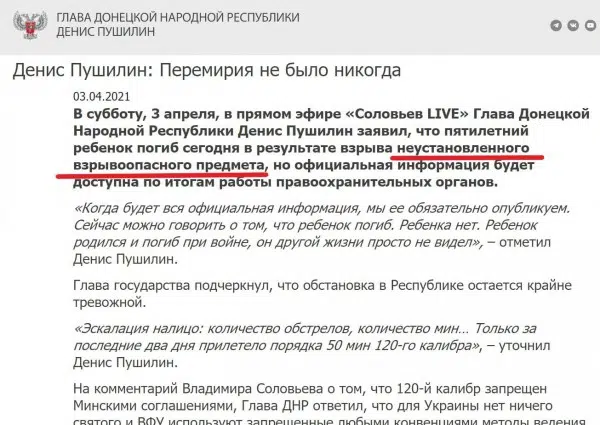 ГЛАВА ДОНЕЦКОЙ НАРОДНОЙ РЕСПУБЛИКИ
ДЕНИС ПУШИЛИН
Денис Пушилин: Перемирия не было никогда
03.04.2021
В субботу, 3 апреля, в прямом эфире «Соловьев LIVE» Глава Донецкой
Народной Республики Денис Пушилин заявил, что пятилетний
ребенок погиб сегодня в результате взрыва неустановленного
взрывоопасного предмета, но официальная информация будет
доступна по итогам работы правоохранительных органов.
«Когда будет вся официальная информация, мы ее обязательно опубликуем.
Сейчас можно говорить о том, что ребенок погиб. Ребенка нет. Ребенок
родился и погиб при войне, он другой жизни просто не видел», – отметил
Денис Пушилин.
Глава государства подчеркнул, что обстановка в Республике остается крайне
тревожной.
«Эскалация налицо: количество обстрелов, количество мин… Только за
последние два дня прилетело порядка 50 мин 120-го калибра», – уточнил
Денис Пушилин.
На комментарий Владимира Соловьева о том, что 120-й калибр запрещен
Минскими соглашениями, Глава ДНР ответил, что для Украины нет ничего
святого и ВФУ используют запрещенные любыми конвенциями методы ведения